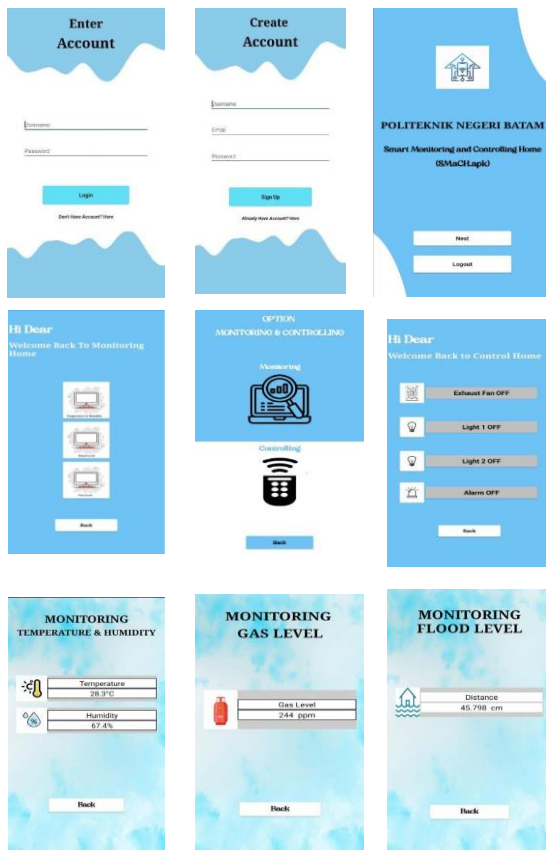 Enter
Account
Username
Password
Login
Don't Have Account? Here
Create
Account
Username
Email
Password
Sign Up
Already Have Account? Here
POLITEKNIK NEGERI BATAM
Smart Monitoring and Controlling Home
(SMaCH.apk)
Next
Logout
Hi Dear
Welcome Back To Monitoring
Home
Back
OPTION
MONITORING & CONTROLLING
Monitoring
Controlling
Back
Hi Dear
Welcome Back to Control Home
Exhaust Fan OFF
Light 1 OFF
Light 2 OFF
Alarm OFF
Back
MONITORING
TEMPERATURE & HUMIDITY
Temperature
28.3°C
Humidity
67.4%
Back
MONITORING
GAS LEVEL
Gas Level
244 ppm
Back
MONITORING
FLOOD LEVEL
Distance
45.798 cm
Back